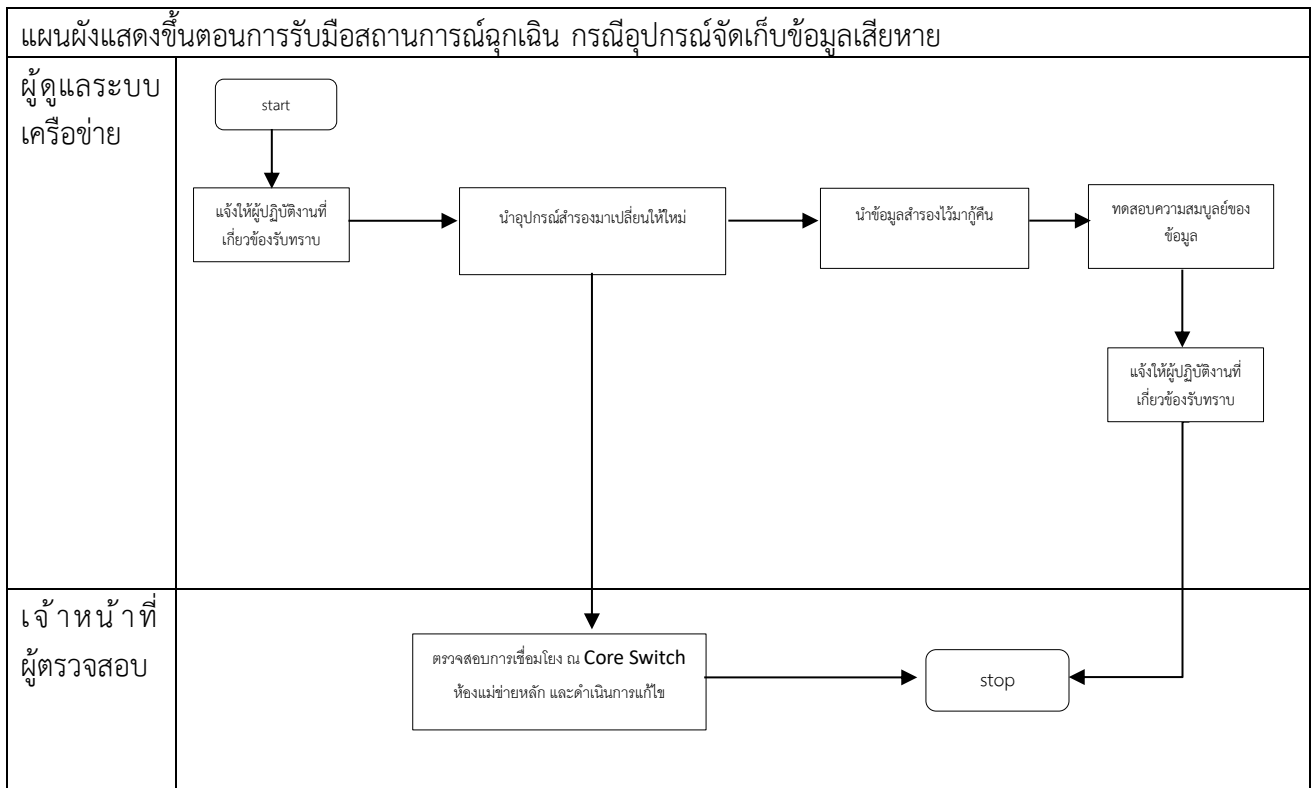 แผนผังแสดงขึ้นตอนการรับมือสถานการณ์ฉุกเฉิน กรณีอุปกรณ์จัดเก็บข้อมูลเสียหาย
ผู้ดูแลระบบ
เครือข่าย
start
แจ้งให้ผู้ปฏิบัติงานที่
เกี่ยวข้องรับทราบ
นำอุปกรณ์สำรองมาเปลี่ยนให้ใหม่
นำข้อมูลสำรองไว้มากู้คืน
ทดสอบความสมบูลย์ของ
ข้อมูล
แจ้งให้ผู้ปฏิบัติงานที่
เกี่ยวข้องรับทราบ
เจ้าหน้าที่
ผู้ตรวจสอบ
ตรวจสอบการเชื่อมโยง ณ Core Switch
ห้องแม่ข่ายหลัก และดำเนินการแก้ไข
stop